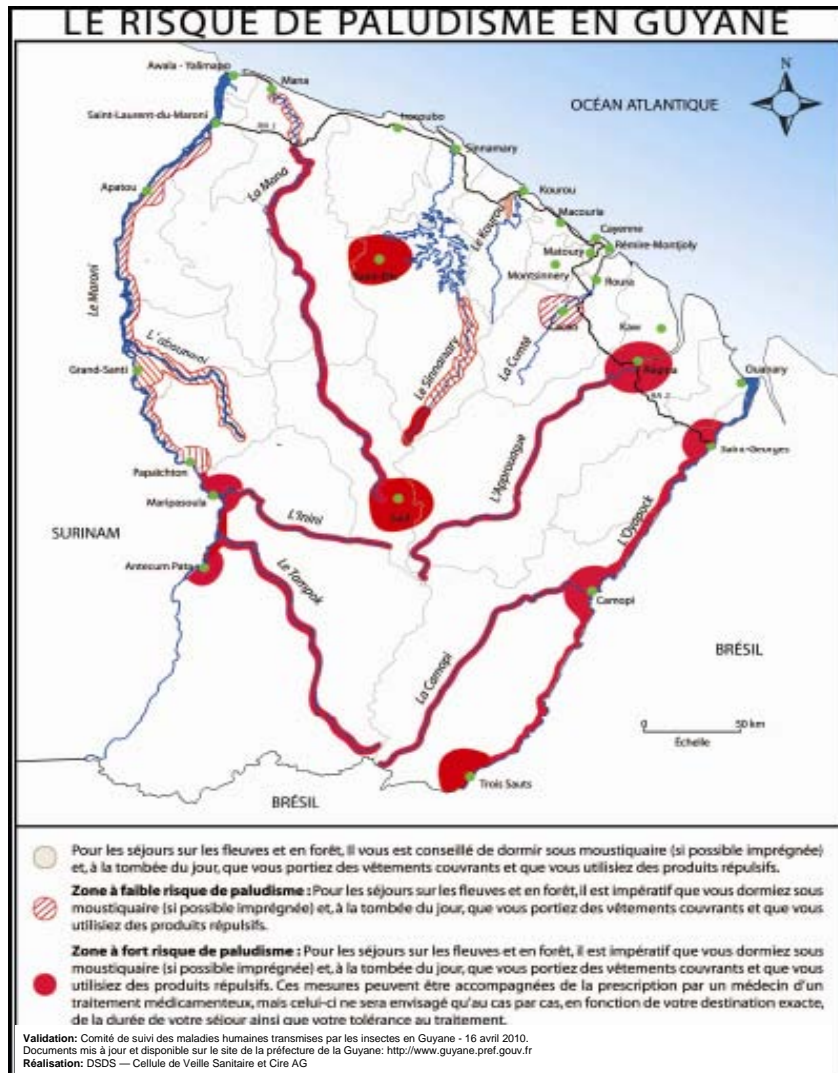 LE RISQUE DE PALUDISME EN GUYANE
N
OCÉAN ATLANTIQUE
Awala - Yalimapo
Mana
Saint-Laurent-du-Maroni
Iracoubo
Sinnamary
La Mana
Apatou
Kourou
Le Kourou
Macouria
Cayenne
Matoury
Rémire-Montjoly
Montsinnery
Roura
Le Maroni
Cacao
Kaw
La Comté
L'abounami
Le Sinnamary
Grand-Santi
Régina
Ouanary
RN 2
Saint-Georges
Papaïchton
L'Approuague
Maripasoula
Saül
L'Inini
SURINAM
L'Oyapock
Antecum Pata
Le Tampok
Camopi
La Camopi
BRÉSIL
0 50 km
Echelle
Trois Sauts
BRÉSIL
Pour les séjours sur les fleuves et en forêt, Il vous est conseillé de dormir sous moustiquaire (si possible imprégnée)
et, à la tombée du jour, que vous portiez des vêtements couvrants et que vous utilisiez des produits répulsifs.
Zone à faible risque de paludisme : Pour les séjours sur les fleuves et en forêt, il est impératif que vous dormiez sous
moustiquaire (si possible imprégnée) et, à la tombée du jour, que vous portiez des vêtements couvrants et que vous
utilisiez des produits répulsifs.
Zone à fort risque de paludisme : Pour les séjours sur les fleuves et en forêt, il est impératif que vous dormiez sous
moustiquaire (si possible imprégnée) et, à la tombée du jour, que vous portiez des vêtements couvrants et que vous
utilisiez des produits répulsifs. Ces mesures peuvent être accompagnées de la prescription par un médecin d'un
traitement médicamenteux, mais celui-ci ne sera envisagé qu'au cas par cas, en fonction de votre destination exacte,
de la durée de votre séjour ainsi que votre tolérance au traitement.
Validation: Comité de suivi des maladies humaines transmises par les insectes en Guyane - 16 avril 2010.
Documents mis à jour et disponible sur le site de la préfecture de la Guyane: http://www.guyane.pref.gouv.fr
Réalisation: DSDS — Cellule de Veille Sanitaire et Cire AG